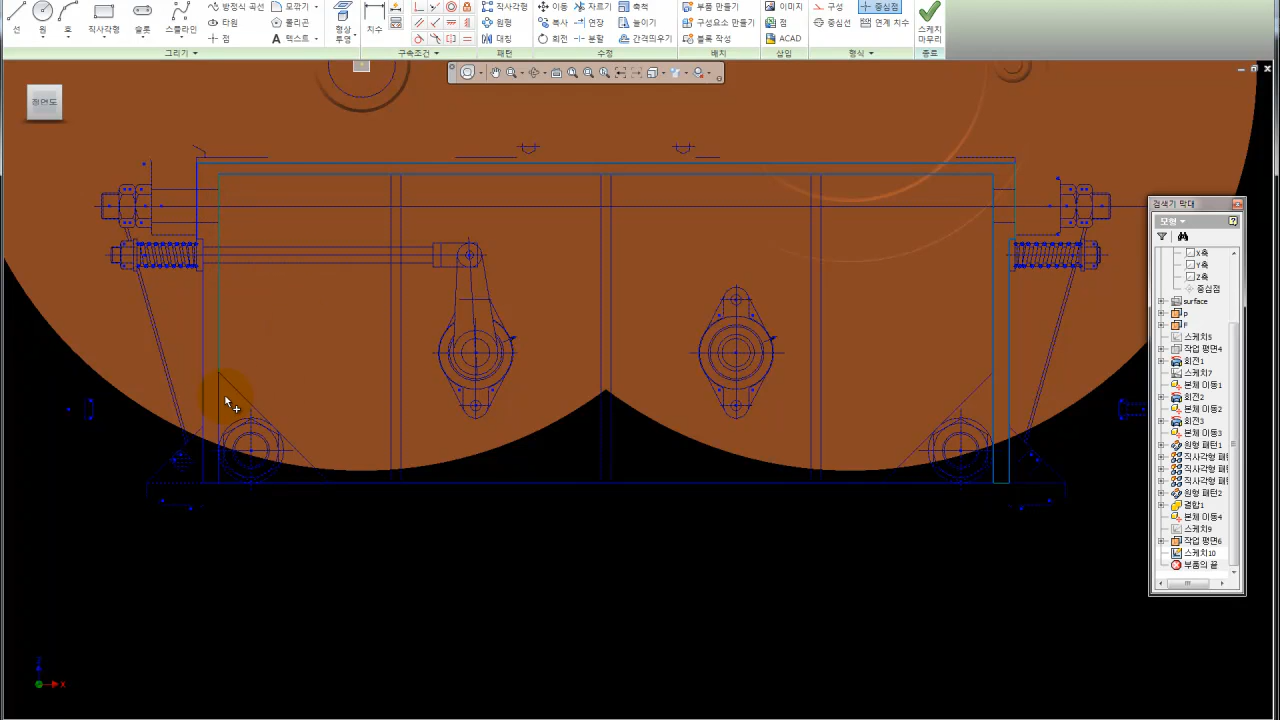 방정식 곡선
모깍기
직사각형
이동
자르기
축척
부품 만들기
이미지
구성
중심점
타원
폴리곤
원형
복사
연장
늘이기
구성요소 만들기
점
중심선
연계 치수
선
원
호
직사각형
슬롯
스플라인
점
텍스트
형상
투영
치수
대칭
회전
분할
간격띄우기
블록 작성
ACAD
스케치
마무리
그리기
구속조건
패턴
수정
배치
삽입
형식
종료
정면도
검색기 막대
모형
X축
Y축
Z축
중심점
surface
p
F
스케치5
작업 평면4
회전1
스케치7
본체 이동1
회전2
본체 이동2
회전3
본체 이동3
원형 패턴1
직사각형 패턴
직사각형 패턴
직사각형 패턴
원형 패턴2
결합1
본체 이동4
스케치9
작업 평면6
스케치10
부품의 끝
X